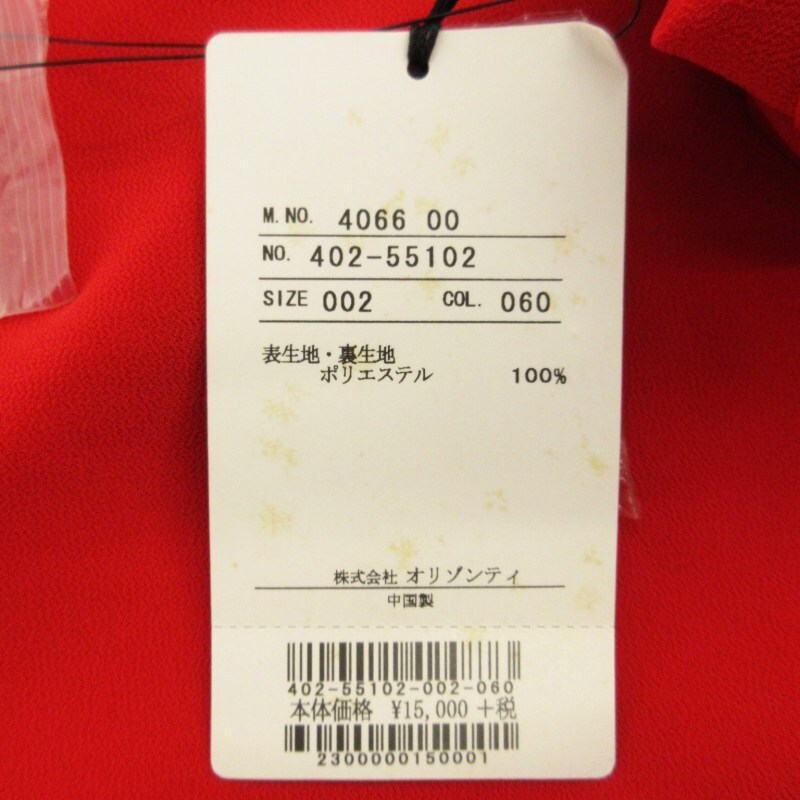 M.NO. 4066 00
NO. 402-55102
SIZE 002 COL. 060
表生地・裏生地
ポリエステル 100%
株式会社 オリゾンティ
中国製
402-55102-002-060
本体価格 ¥15,000 +税
2300000150001